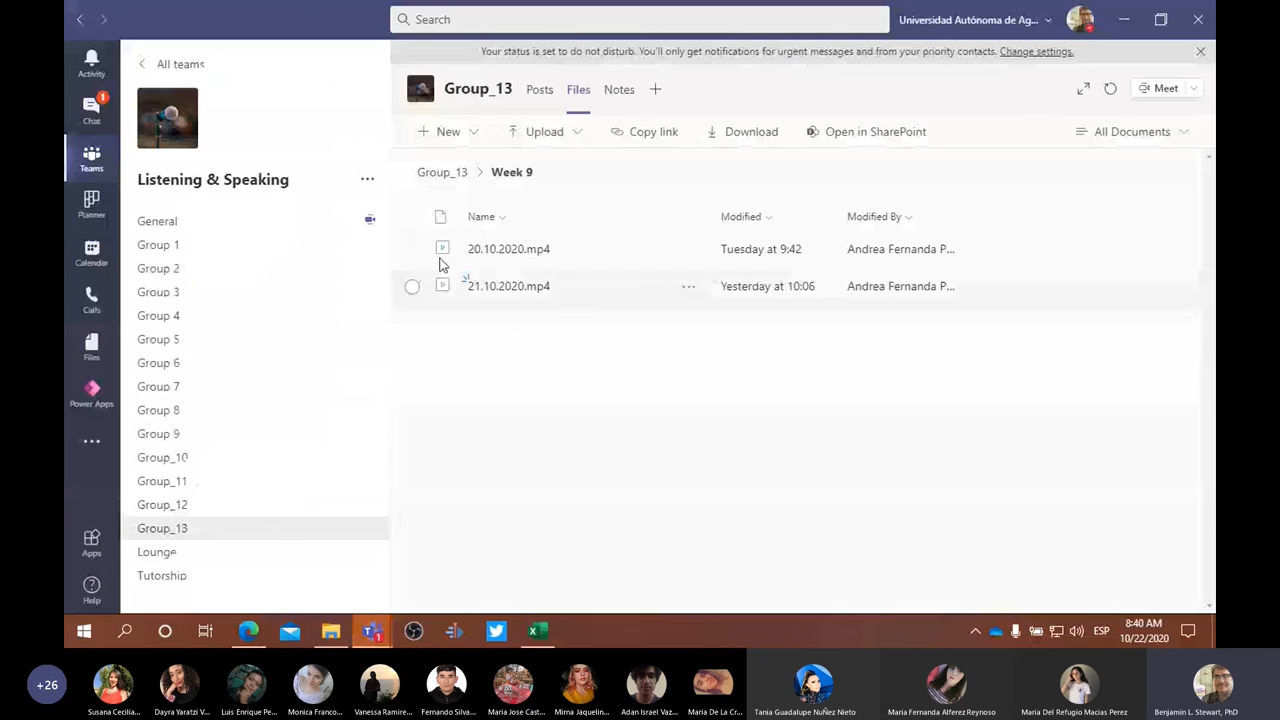 Search
Universidad Autónoma de Ag...
Your status is set to do not disturb. You'll only get notifications for urgent messages and from your priority contacts. Change settings.
Activity
Chat
1
Teams
Planner
Calendar
Calls
Files
Power Apps
Apps
Help
All teams
Listening & Speaking
General
Group 1
Group 2
Group 3
Group 4
Group 5
Group 6
Group 7
Group 8
Group 9
Group_10
Group_11
Group_12
Group_13
Lounge
Tutorship
Group_13 Posts Files Notes
Meet
New Upload Copy link Download Open in SharePoint All Documents
Group_13 > Week 9
Name Modified Modified By
20.10.2020.mp4 Tuesday at 9:42 Andrea Fernanda P...
21.10.2020.mp4 Yesterday at 10:06 Andrea Fernanda P...
1
ESP
8:40 AM
10/22/2020
+26
Susana Cecilia...
Dayra Yaratzi V...
Luis Enrique Pe...
Monica Franco...
Vanessa Ramire...
Fernando Silva...
Maria Jose Cast...
Mirna Jaquelin...
Adan Israel Vaz...
Maria De La Cr...
Tania Guadalupe Nuñez Nieto
Maria Fernanda Alferez Reynoso
Maria Del Refugio Macias Perez
Benjamin L. Stewart, PhD